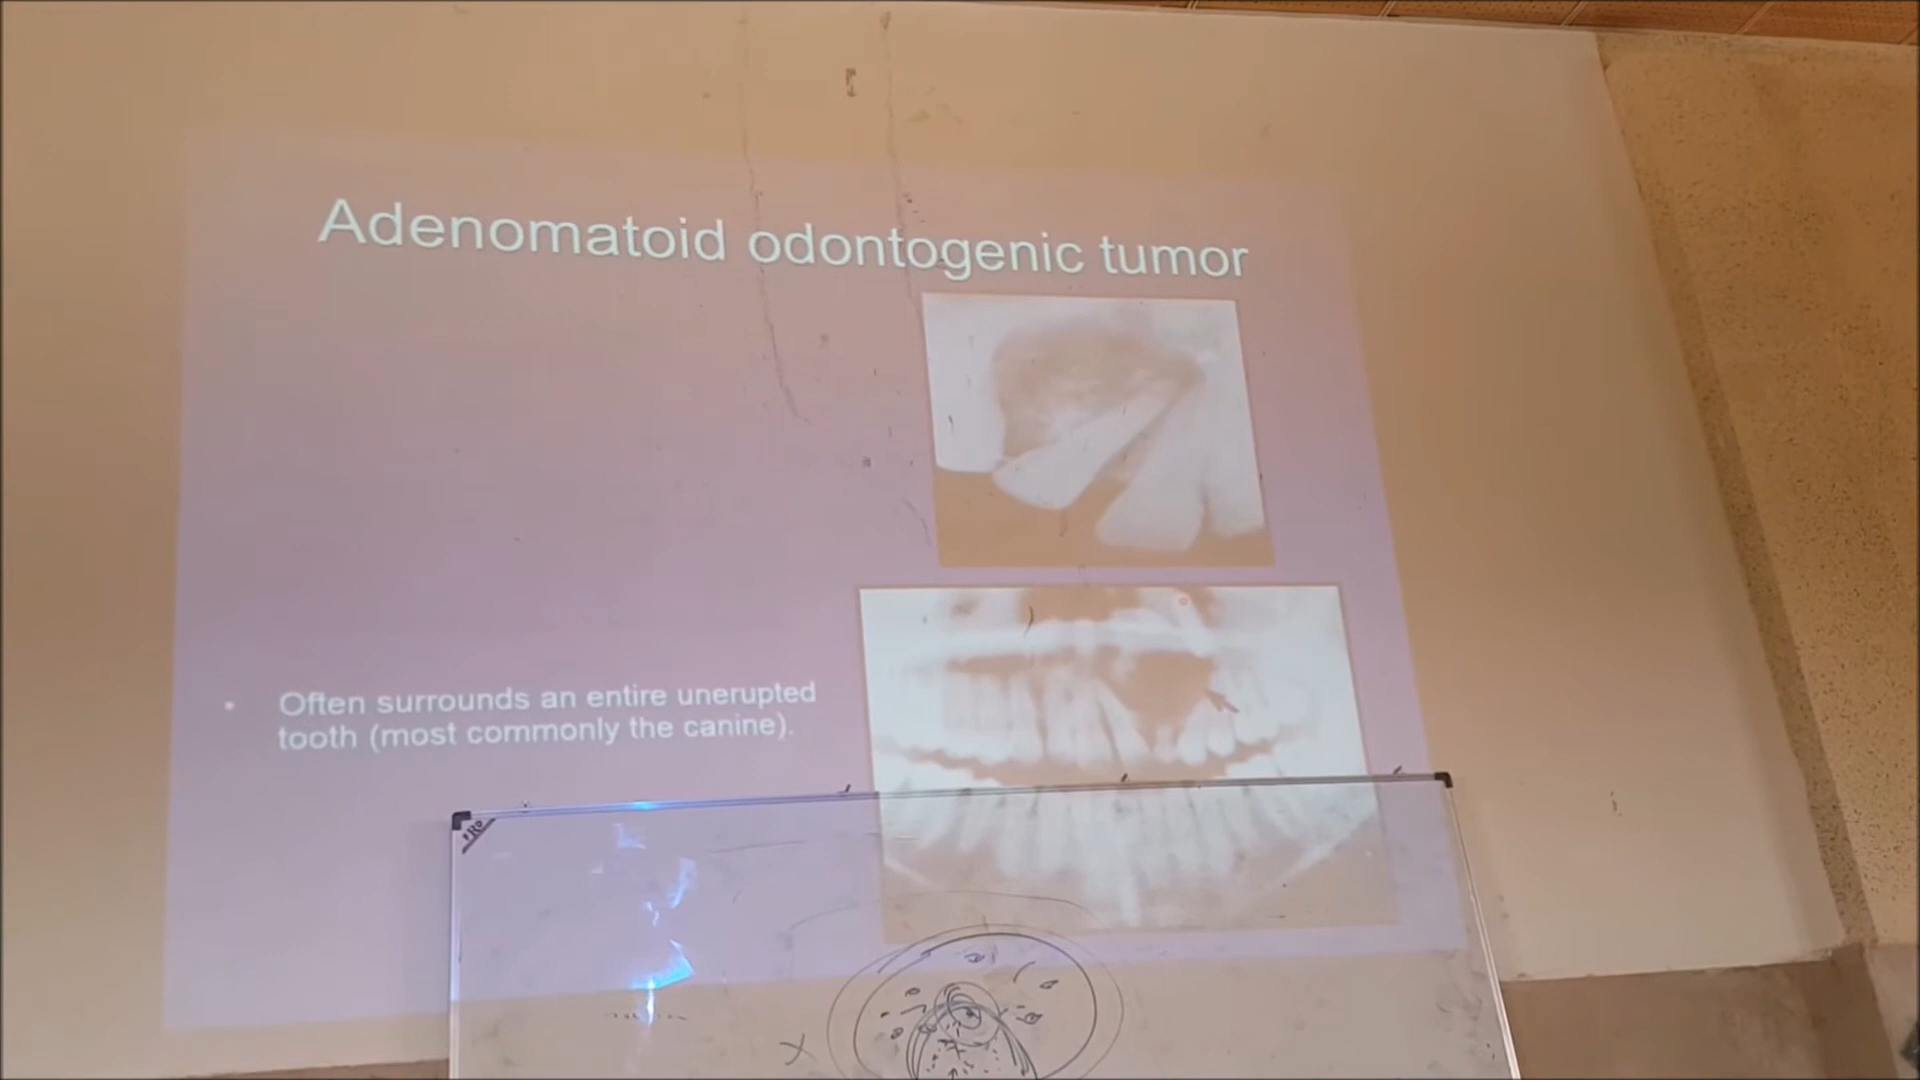 Adenomatoid odontogenic tumor
• Often surrounds an entire unerupted
tooth (most commonly the canine).